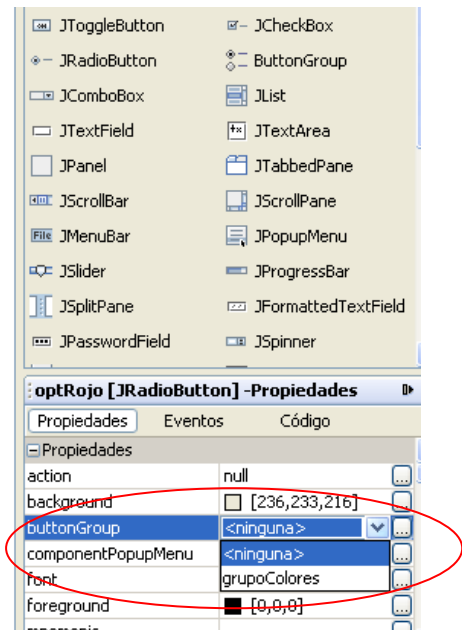 JToggleButton JCheckBox
JRadioButton ButtonGroup
JComboBox JList
JTextField JTextArea
JPanel JTabbedPane
JScrollBar JScrollPane
File JMenuBar JPopupMenu
JSlider JProgressBar
JSplitPane JFormattedTextField
JPasswordField JSpinner
optRojo [JRadioButton] -Propiedades
Propiedades Eventos Código
Propiedades
action null ...
background [236,233,216] ...
buttonGroup <ninguna> ...
componentPopupMenu <ninguna> ...
font grupoColores ...
foreground [0,0,0] ...